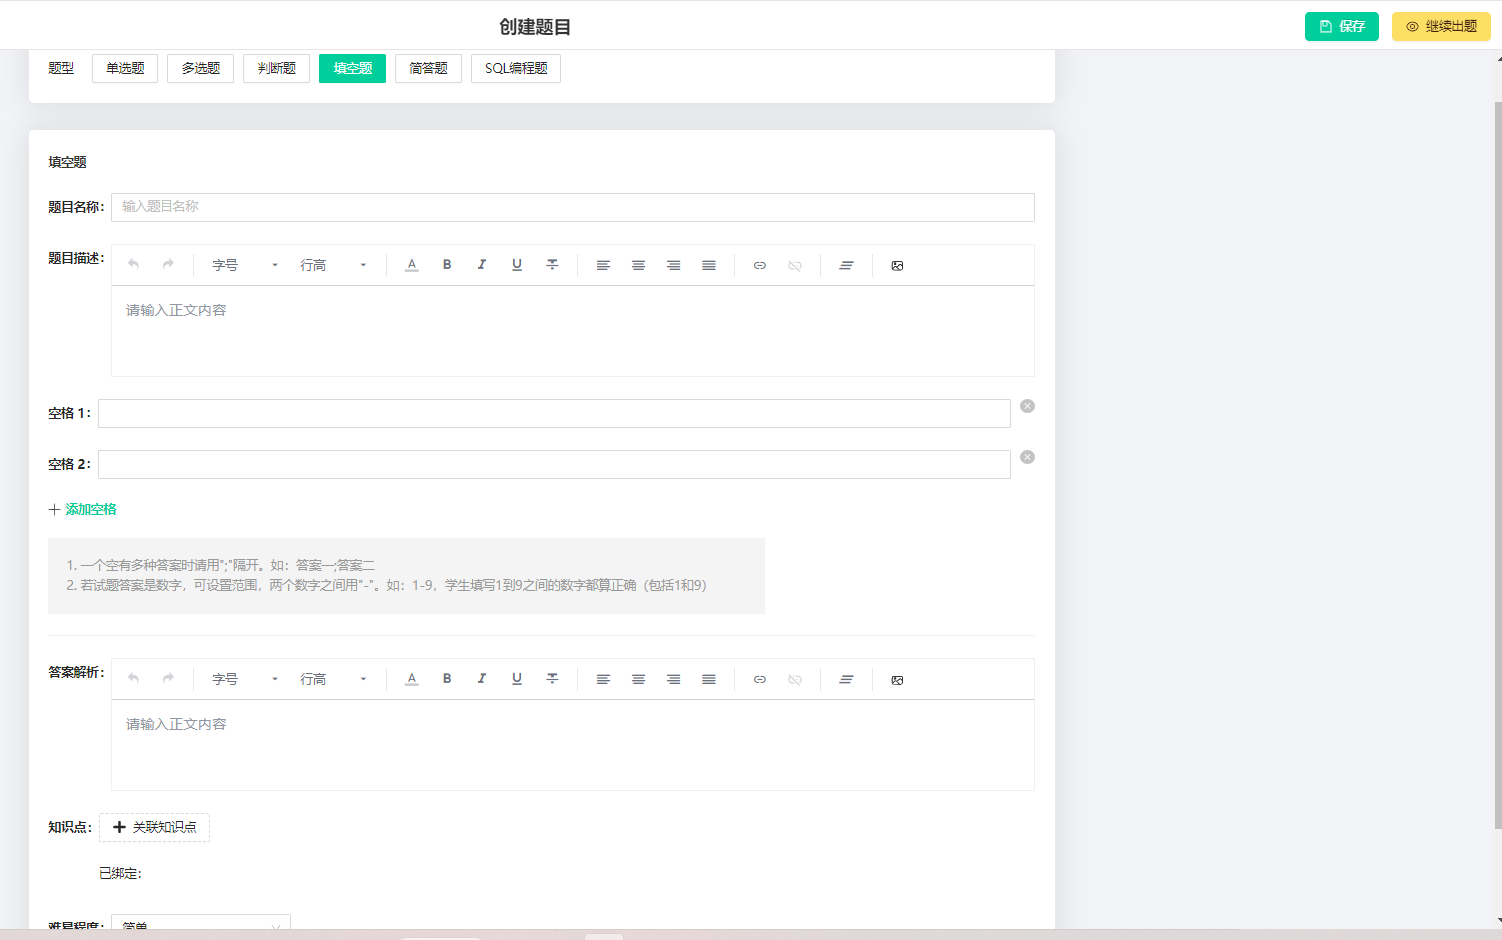 创建题目
保存
继续出题
题型 单选题 多选题 判断题 填空题 简答题 SQL编程题
填空题
题目名称： 输入题目名称
题目描述： 字号 行高 A B I U T
请输入正文内容
空格 1：
空格 2：
添加空格
1. 一个空有多种答案时请用";"隔开。如：答案一;答案二
2. 若试题答案是数字，可设置范围，两个数字之间用"-"。如：1-9，学生填写1到9之间的数字都算正确（包括1和9）
答案解析： 字号 行高 A B I U T
请输入正文内容
知识点： 关联知识点
已绑定：
难易程度： 简单